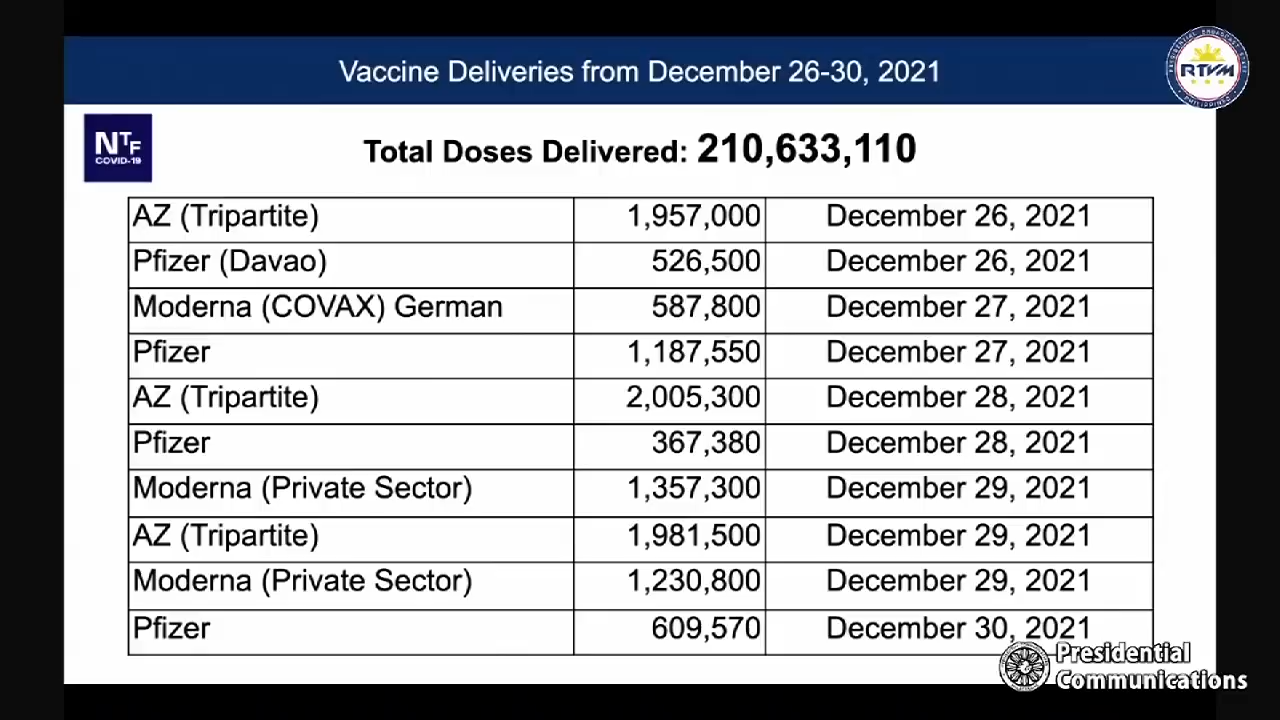 Vaccine Deliveries from December 26-30, 2021
RTVM
PHILIPPINES
NTF
COVID-19
Total Doses Delivered: 210,633,110
AZ (Tripartite) 1,957,000 December 26, 2021
Pfizer (Davao) 526,500 December 26, 2021
Moderna (COVAX) German 587,800 December 27, 2021
Pfizer 1,187,550 December 27, 2021
AZ (Tripartite) 2,005,300 December 28, 2021
Pfizer 367,380 December 28, 2021
Moderna (Private Sector) 1,357,300 December 29, 2021
AZ (Tripartite) 1,981,500 December 29, 2021
Moderna (Private Sector) 1,230,800 December 29, 2021
Pfizer 609,570 December 30, 2021
Presidential
Communications